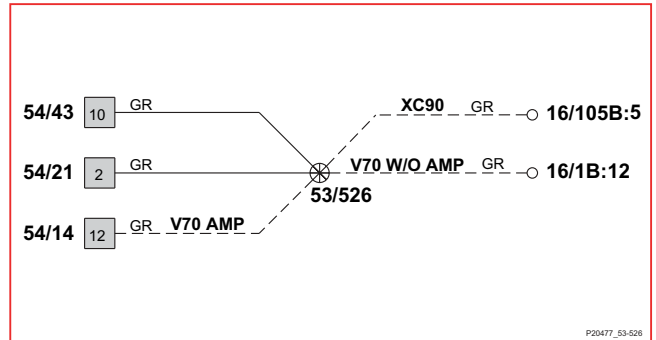 XC90 GR 16/105B:5
54/43 10 GR
54/21 2 GR
V70 W/O AMP GR 16/1B:12
53/526
54/14 12 GR V70 AMP
P20477_53-526